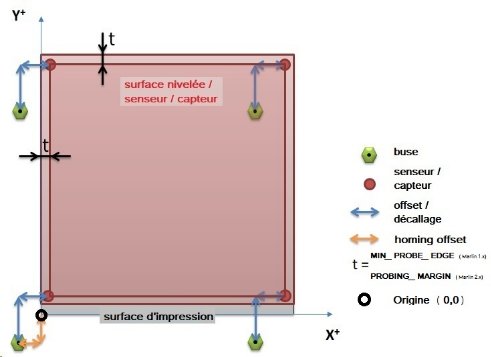 Y+
t
surface nivelée /
senseur / capteur
t
buse
senseur /
capteur
offset /
décallage
homing offset
t = MIN_ PROBE_ EDGE ( Marlin 1.x )
PROBING_ MARGIN ( Marlin 2.x )
Origine ( 0,0 )
surface d'impression
X+